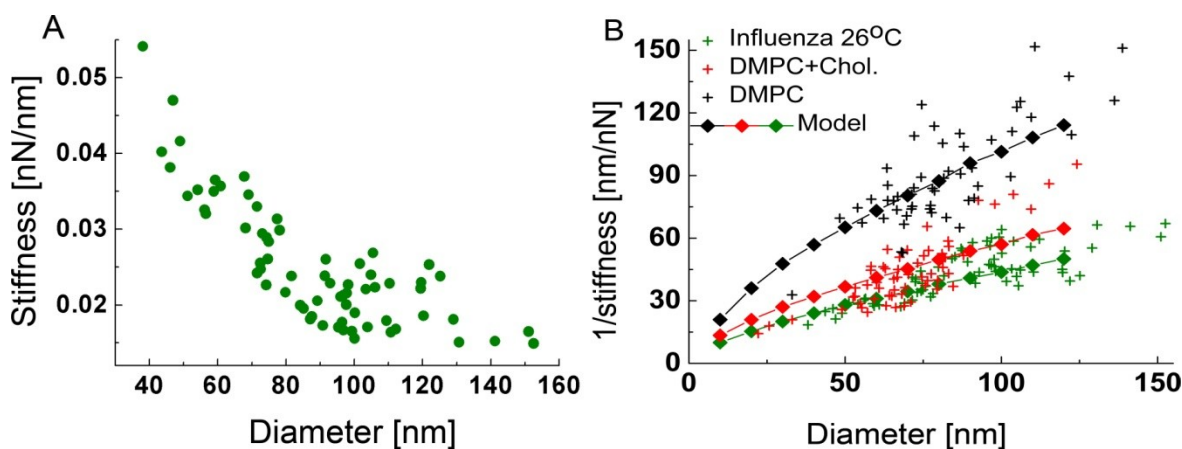 A
Stiffness [nN/nm]
0.05
0.04
0.03
0.02
40 60 80 100 120 140 160
Diameter [nm]
B
1/stiffness [nm/nN]
150
120
90
60
30
0
Influenza 26°C
DMPC+Chol.
DMPC
Model
0 50 100 150
Diameter [nm]